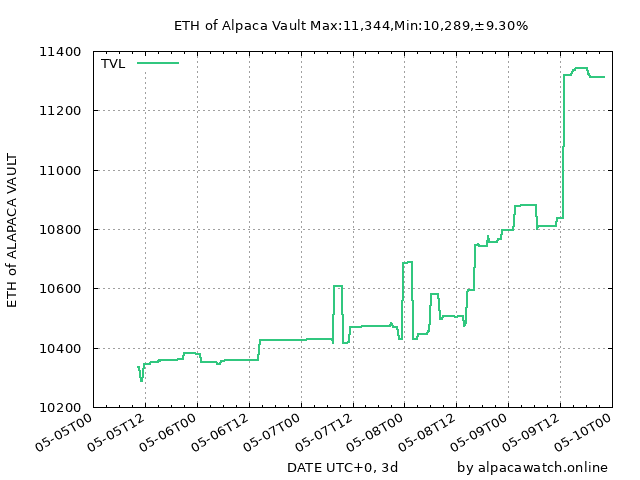 ETH of Alpaca Vault Max:11,344,Min:10,289,±9.30%
TVL
11400
11200
11000
10800
10600
10400
10200
ETH of ALAPACA VAULT
05-05T00
05-05T12
05-06T00
05-06T12
05-07T00
05-07T12
05-08T00
05-08T12
05-09T00
05-09T12
05-10T00
DATE UTC+0, 3d
by alpacawatch.online